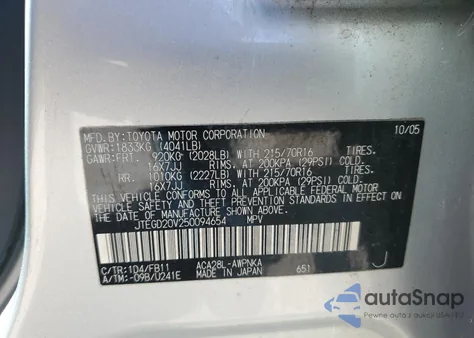 MFD.BY:TOYOTA MOTOR CORPORATION 10/05
GVWR:1833KG (4041LB)
GAWR:FRT. 920KG (2028LB) WITH 215/70R16 TIRES.
16X7JJ RIMS. AT 200KPA (29PSI) COLD.
RR. 1010KG (2227LB) WITH 215/70R16 TIRES.
16X7JJ RIMS. AT 200KPA (29PSI) COLD.
THIS VEHICLE CONFORMS TO ALL APPLICABLE FEDERAL MOTOR
VEHICLE SAFETY AND THEFT PREVENTION STANDARDS IN EFFECT
ON THE DATE OF MANUFACTURE SHOWN ABOVE.
JTEGD20V250094654 MPV
C/TR:1D4/FB11 ACA28L-AWPNKA
A/TM:-09B/U241E MADE IN JAPAN 651 J
autoSnap